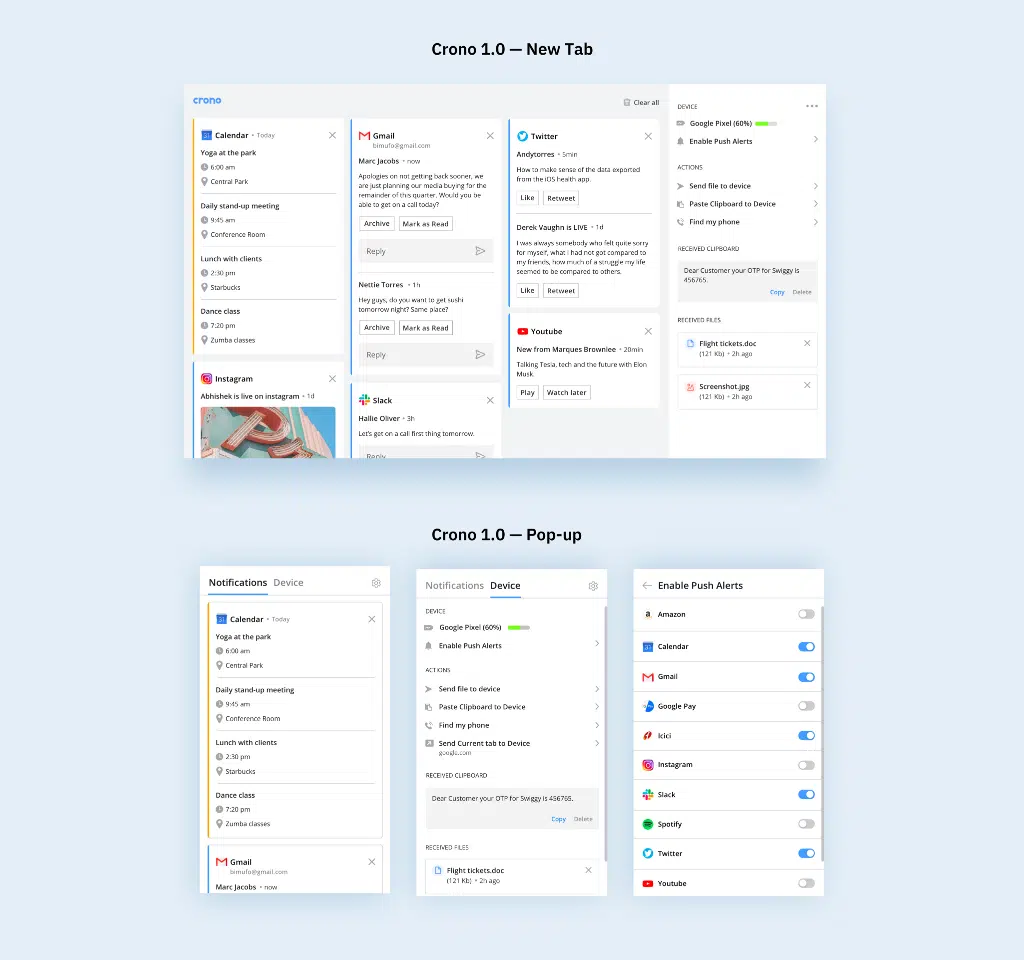 Crono 1.0 — New Tab
crono
Clear all
Calendar • Today
Yoga at the park
6:00 am
Central Park
Daily stand-up meeting
9:45 am
Conference Room
Lunch with clients
2:30 pm
Starbucks
Dance class
7:20 pm
Zumba classes
Instagram
Abhishek is live on instagram • 1d
Gmail
bimufo@gmail.com
Marc Jacobs • now
Apologies on not getting back sooner, we
are just planning our media buying for the
remainder of this quarter. Would you be
able to get on a call today?
Archive
Mark as Read
Reply
Nettie Torres • 1h
Hey guys, do you want to get sushi
tomorrow night? Same place?
Archive
Mark as Read
Reply
Slack
Hallie Oliver • 3h
Let's get on a call first thing tomorrow.
Reply
Twitter
Andytorres • 5min
How to make sense of the data exported
from the iOS health app.
Like
Retweet
Derek Vaughn is LIVE • 1d
I was always somebody who felt quite sorry
for myself, what I had not got compared to
my friends, how much of a struggle my life
seemed to be compared to others.
Like
Retweet
Youtube
New from Marques Brownlee • 20min
Talking Tesla, tech and the future with Elon
Musk.
Play
Watch later
DEVICE
Google Pixel (60%)
Enable Push Alerts
ACTIONS
Send file to device
Paste Clipboard to Device
Find my phone
RECEIVED CLIPBOARD
Dear Customer your OTP for Swiggy is
456765.
Copy
Delete
RECEIVED FILES
Flight tickets.doc
(121 Kb) • 2h ago
Screenshot.jpg
(121 Kb) • 2h ago
Crono 1.0 — Pop-up
Notifications Device
Calendar • Today
Yoga at the park
6:00 am
Central Park
Daily stand-up meeting
9:45 am
Conference Room
Lunch with clients
2:30 pm
Starbucks
Dance class
7:20 pm
Zumba classes
Gmail
bimufo@gmail.com
Marc Jacobs • now
Notifications Device
DEVICE
Google Pixel (60%)
Enable Push Alerts
ACTIONS
Send file to device
Paste Clipboard to Device
Find my phone
Send Current tab to Device
google.com
RECEIVED CLIPBOARD
Dear Customer your OTP for Swiggy is 456765.
Copy
Delete
RECEIVED FILES
Flight tickets.doc
(121 Kb) • 2h ago
Enable Push Alerts
Amazon
Calendar
Gmail
Google Pay
Icici
Instagram
Slack
Spotify
Twitter
Youtube